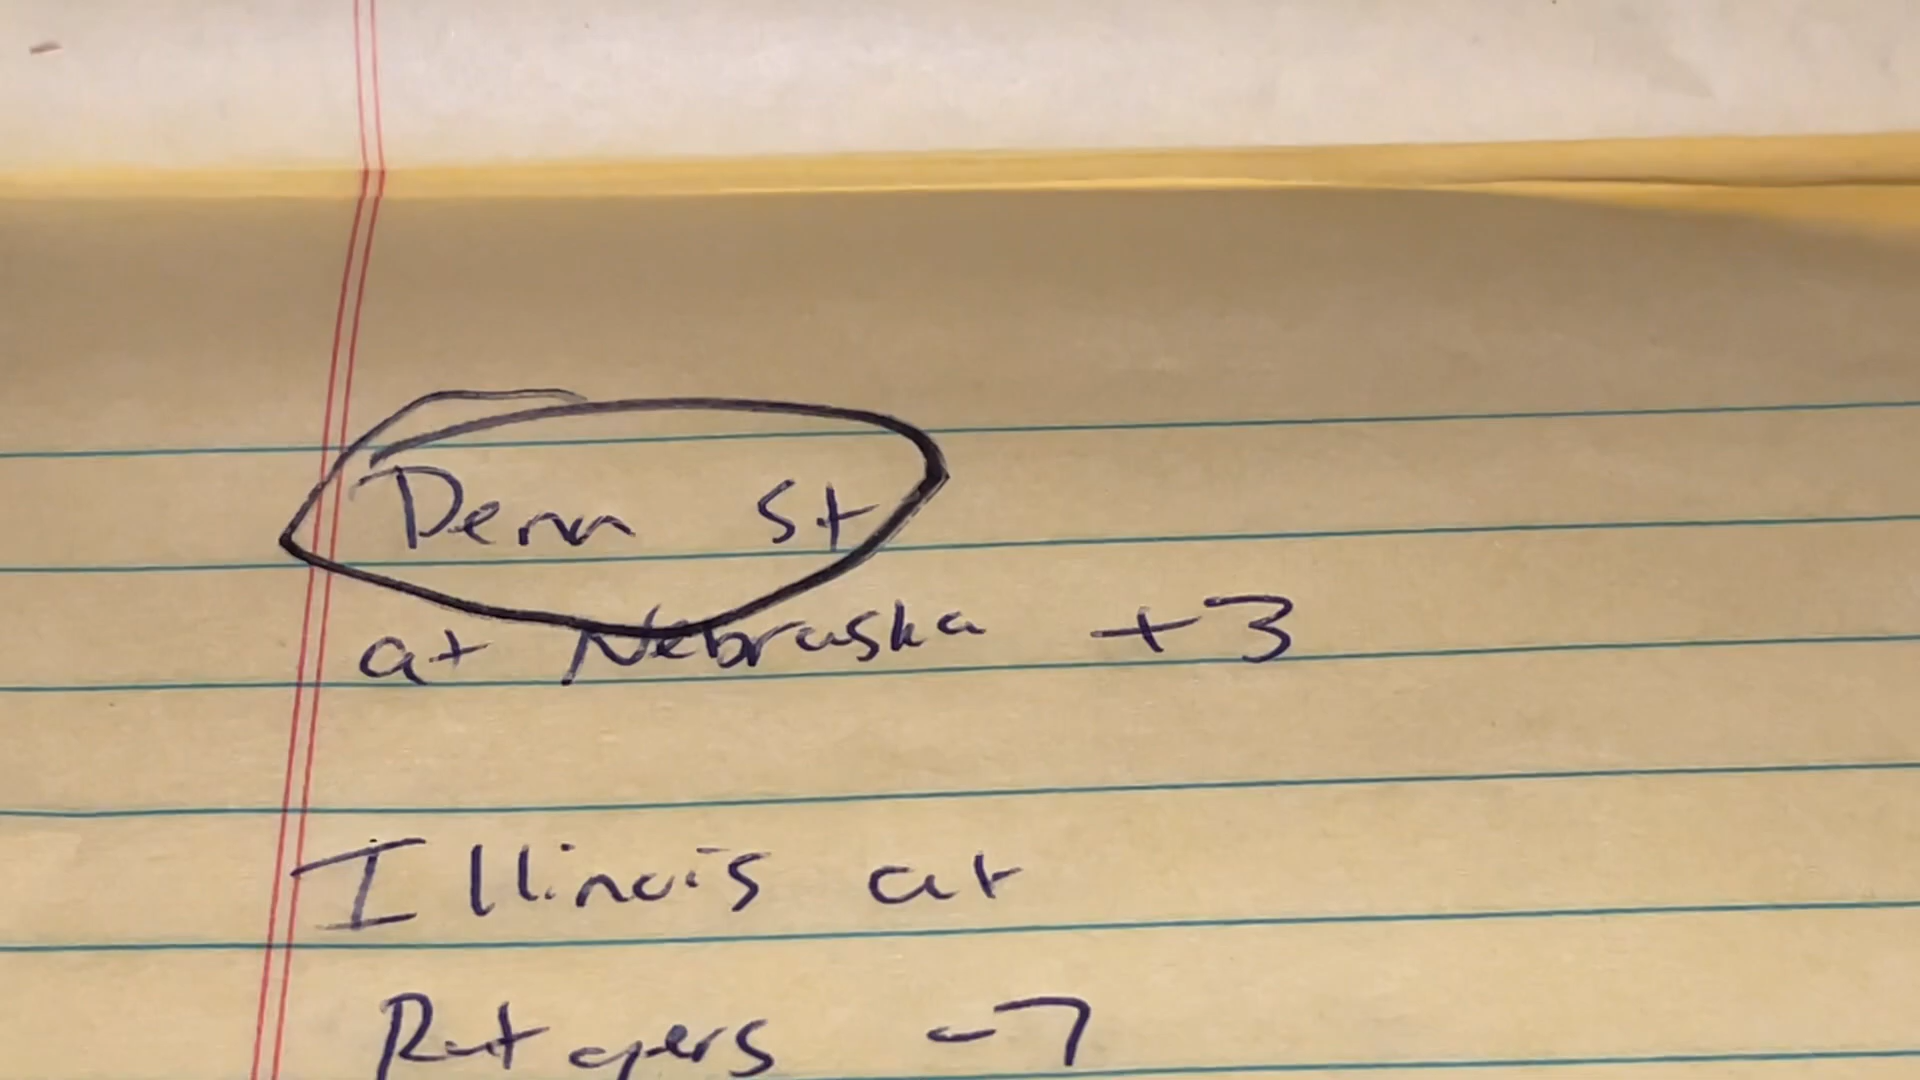 Penn St
at Nebraska +3
Illinois at
Rutgers -7